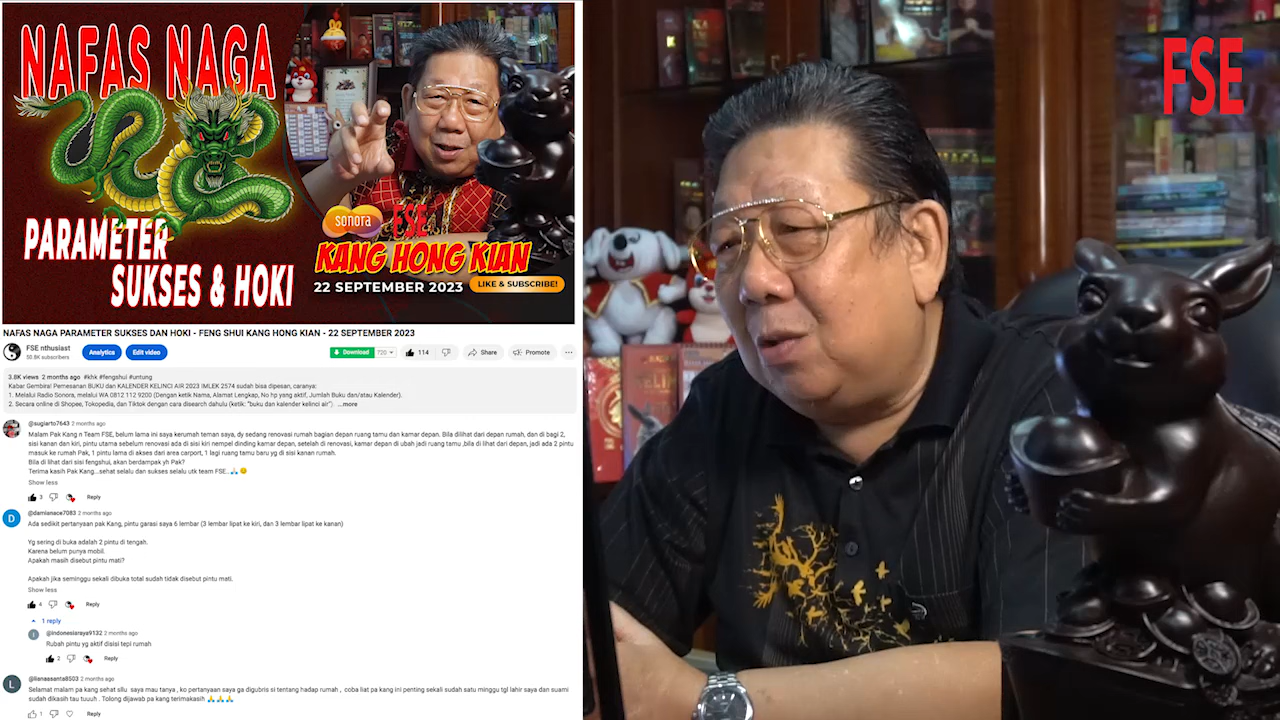 NAFAS NAGA
PARAMETER
SUKSES & HOKI
sonora
FSE
KANG HONG KIAN
22 SEPTEMBER 2023
LIKE & SUBSCRIBE!
FSE
NAFAS NAGA PARAMETER SUKSES DAN HOKI - FENG SHUI KANG HONG KIAN - 22 SEPTEMBER 2023
FSE nthusiast
50.8K subscribers
Analytics
Edit video
Download
720
114
Share
Promote
3.8K views 2 months ago #khk #fengshui #untung
Kabar Gembira! Pemesanan BUKU dan KALENDER KELINCI AIR 2023 IMLEK 2574 sudah bisa dipesan, caranya:
1. Melalui Radio Sonora, melalui WA 0812 112 9200 (Dengan ketik Nama, Alamat Lengkap, No hp yang aktif, Jumlah Buku dan/atau Kalender).
2. Secara online di Shopee, Tokopedia, dan Tiktok dengan cara disearch dahulu (ketik: "buku dan kalender kelinci air"). ...more
@sugiarto7643 2 months ago
Malam Pak Kang n Team FSE, belum lama ini saya kerumah teman saya, dy sedang renovasi rumah bagian depan ruang tamu dan kamar depan. Bila dilihat dari depan rumah, dan di bagi 2,
sisi kanan dan kiri, pintu utama sebelum renovasi ada di sisi kiri nempel dinding kamar depan, setelah di renovasi, kamar depan di ubah jadi ruang tamu ,bila di lihat dari depan, jadi ada 2 pintu
masuk ke rumah Pak, 1 pintu lama di akses dari area carport, 1 lagi ruang tamu baru yg di sisi kanan rumah.
Bila di lihat dari sisi fengshui, akan berdampak yh Pak?
Terima kasih Pak Kang...sehat selalu dan sukses selalu utk team FSE..🙏 😊
Show less
3
Reply
D
@damianace7083 2 months ago
Ada sedikit pertanyaan pak Kang, pintu garasi saya 6 lembar (3 lembar lipat ke kiri, dan 3 lembar lipat ke kanan)
Yg sering di buka adalah 2 pintu di tengah.
Karena belum punya mobil.
Apakah masih disebut pintu mati?
Apakah jika seminggu sekali dibuka total sudah tidak disebut pintu mati.
Show less
4
Reply
1 reply
@indonesiaraya9132 2 months ago
Rubah pintu yg aktif disisi tepi rumah
2
Reply
L
@lienaasanta8503 2 months ago
Selamat malam pa kang sehat sllu saya mau tanya , ko pertanyaan saya ga digubris si tentang hadap rumah , coba liat pa kang ini penting sekali sudah satu minggu tgl lahir saya dan suami
sudah dikasih tau tuuuh . Tolong dijawab pa kang terimakasih 🙏🙏🙏
1
Reply